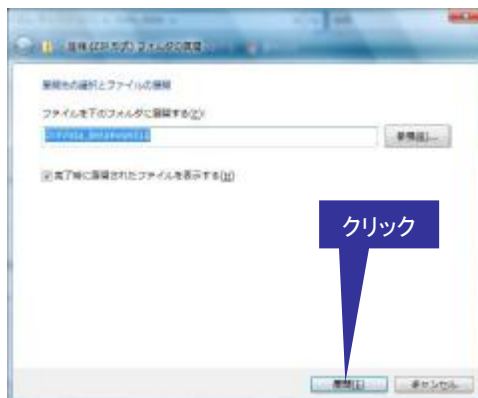 圧縮 (ZIP 形式) フォルダの展開
展開先の選択とファイルの展開
ファイルを下のフォルダに展開する(F):
参照(R)...
完了時に展開されたファイルを表示する(H)
クリック
展開(E)
キャンセル